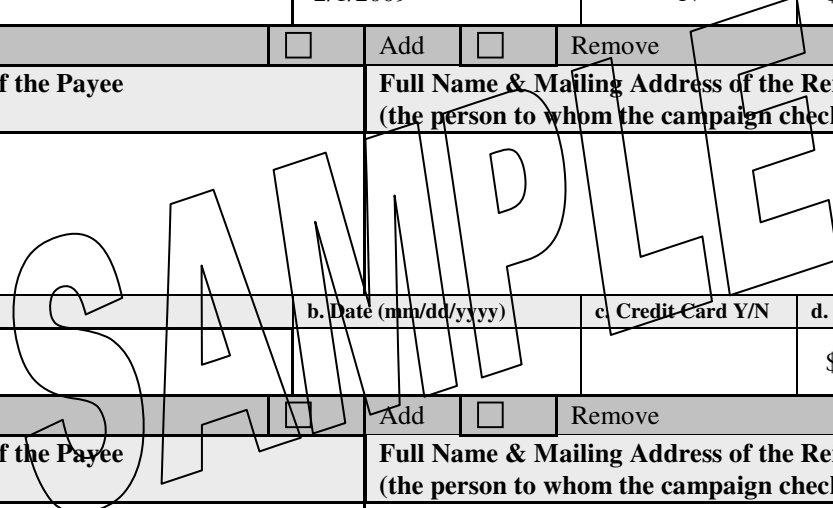 Add Remove
f the Payee Full Name & Mailing Address of the Re
(the person to whom the campaign chec
b. Date (mm/dd/yyyy) c. Credit Card Y/N d.
$
Add Remove
f the Payee Full Name & Mailing Address of the Re
(the person to whom the campaign chec
SAMPLE